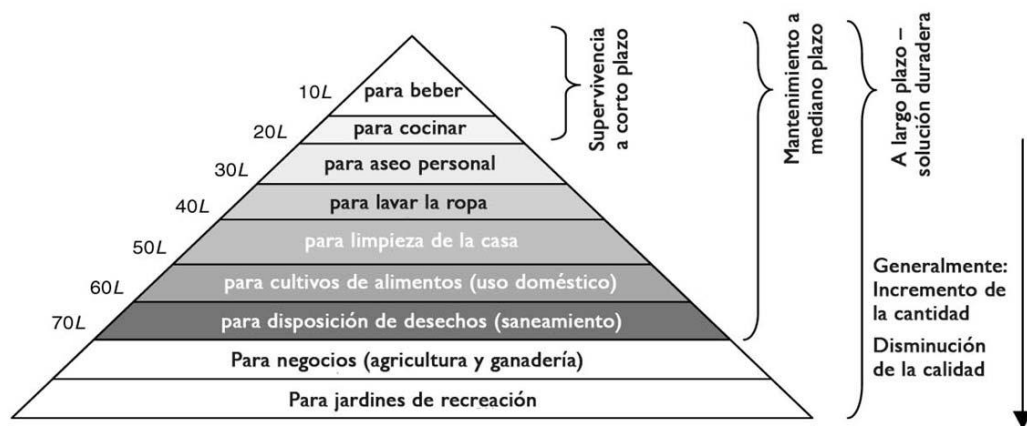 10L
para beber
20L
para cocinar
30L
para aseo personal
40L
para lavar la ropa
50L
para limpieza de la casa
60L
para cultivos de alimentos (uso doméstico)
70L
para disposición de desechos (saneamiento)
Para negocios (agricultura y ganadería)
Para jardines de recreación
Supervivencia
a corto plazo
Mantenimiento a
mediano plazo
A largo plazo –
solución duradera
Generalmente:
Incremento de
la cantidad
Disminución
de la calidad